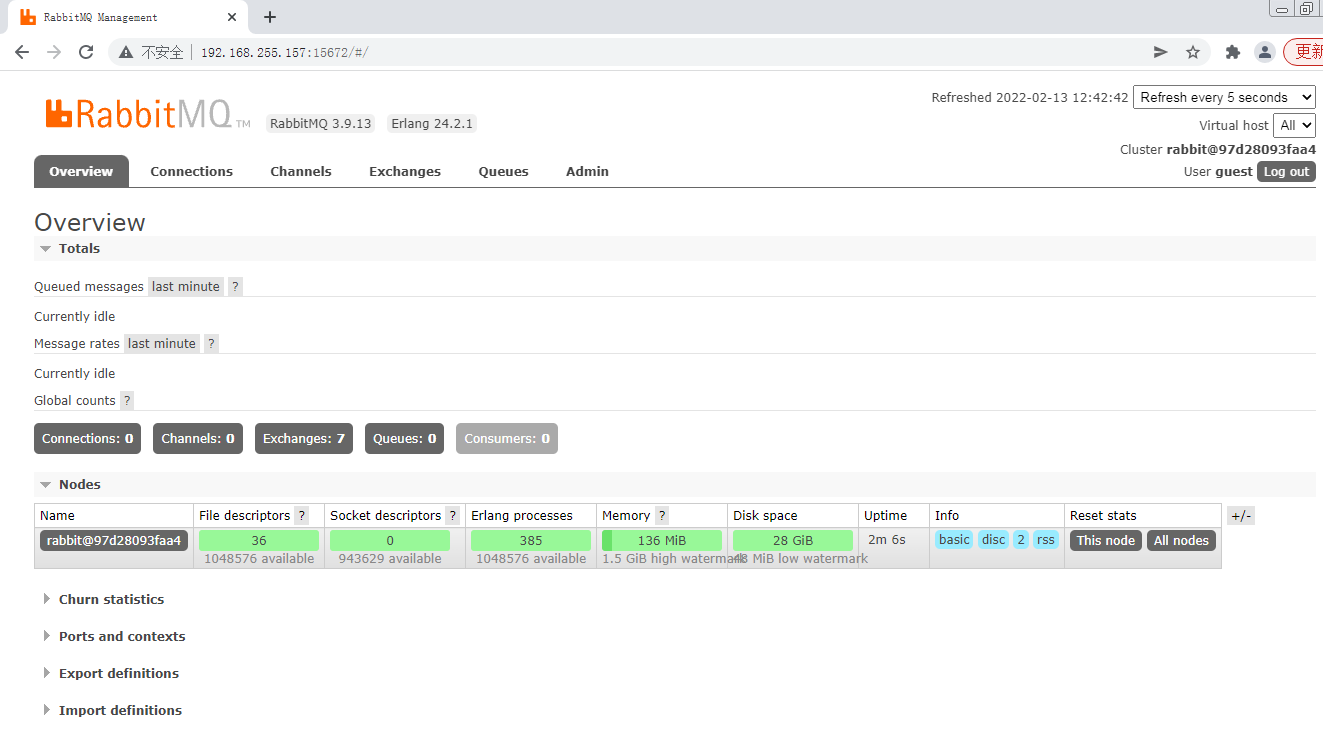 RabbitMQ Management
不安全 192.168.255.157:15672/#/
RabbitMQ TM RabbitMQ 3.9.13 Erlang 24.2.1
Refreshed 2022-02-13 12:42:42 Refresh every 5 seconds
Virtual host All
Cluster rabbit@97d28093faa4
User guest Log out
Overview Connections Channels Exchanges Queues Admin
Overview
Totals
Queued messages last minute ?
Currently idle
Message rates last minute ?
Currently idle
Global counts ?
Connections: 0 Channels: 0 Exchanges: 7 Queues: 0 Consumers: 0
Nodes
Name File descriptors ? Socket descriptors ? Erlang processes Memory ? Disk space Uptime Info Reset stats +/-
rabbit@97d28093faa4 36 0 385 136 MiB 28 GiB 2m 6s basic disc 2 rss This node All nodes
1048576 available 943629 available 1048576 available 1.5 GiB high watermark 48 MiB low watermark
Churn statistics
Ports and contexts
Export definitions
Import definitions